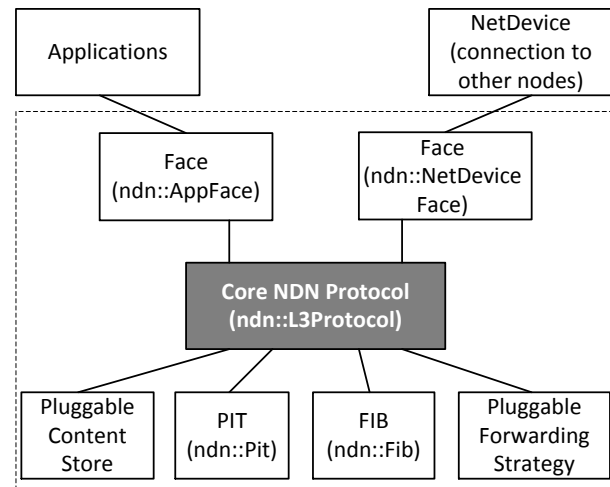 Applications
NetDevice
(connection to
other nodes)
Face
(ndn::AppFace)
Face
(ndn::NetDevice
Face)
Core NDN Protocol
(ndn::L3Protocol)
Pluggable
Content
Store
PIT
(ndn::Pit)
FIB
(ndn::Fib)
Pluggable
Forwarding
Strategy